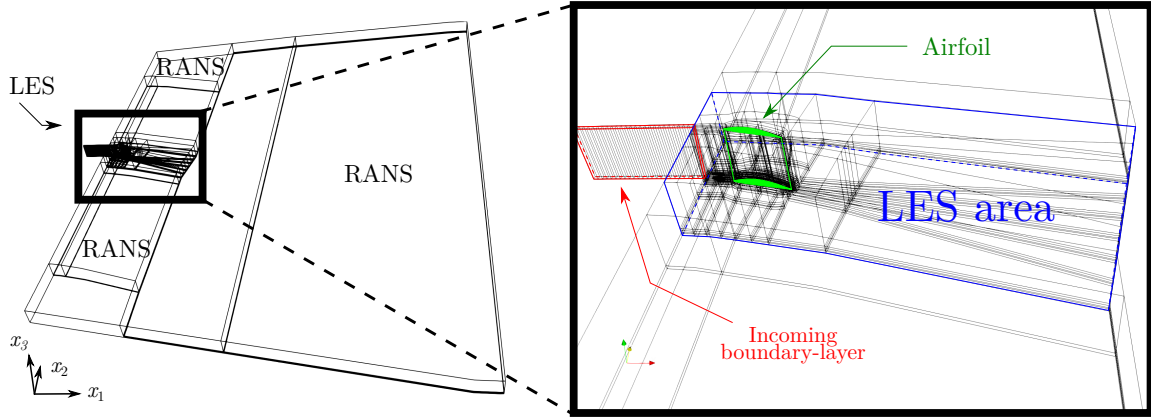 RANS
LES
RANS
RANS
x3
x2
x1
Airfoil
LES area
Incoming
boundary-layer